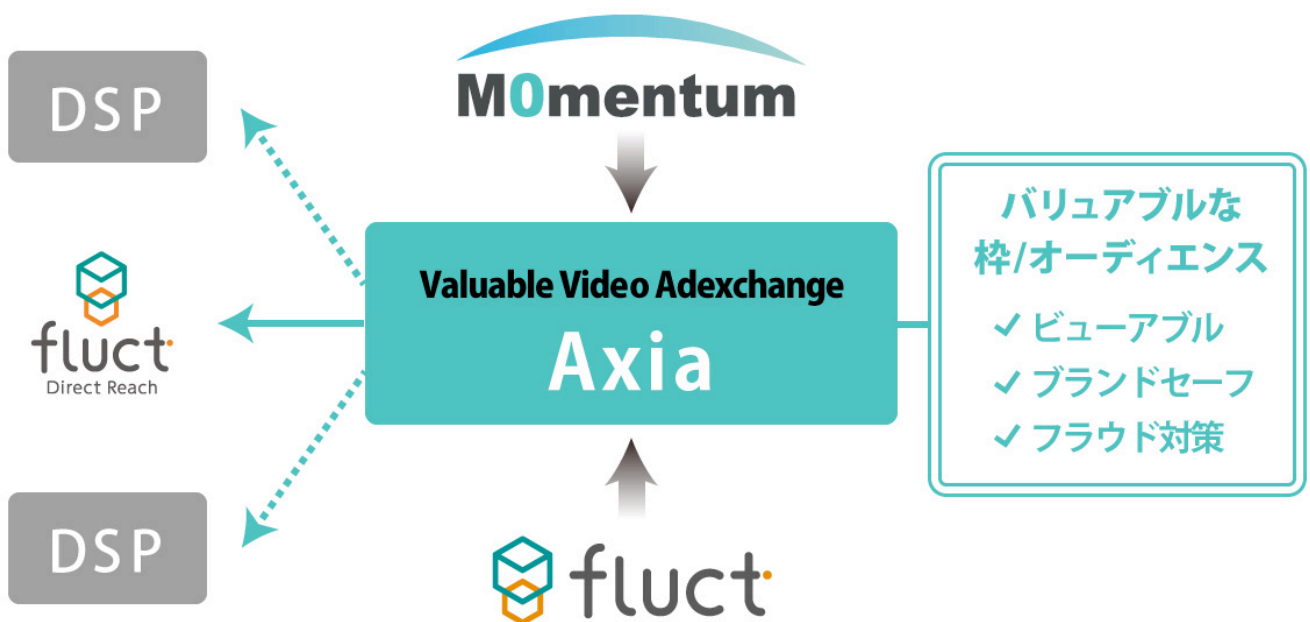 DSP
M0mentum
fluct
Direct Reach
Valuable Video Adexchange
Axia
バリュアブルな
枠/オーディエンス
✓ ビューアブル
✓ ブランドセーフ
✓ フラウド対策
DSP
fluct